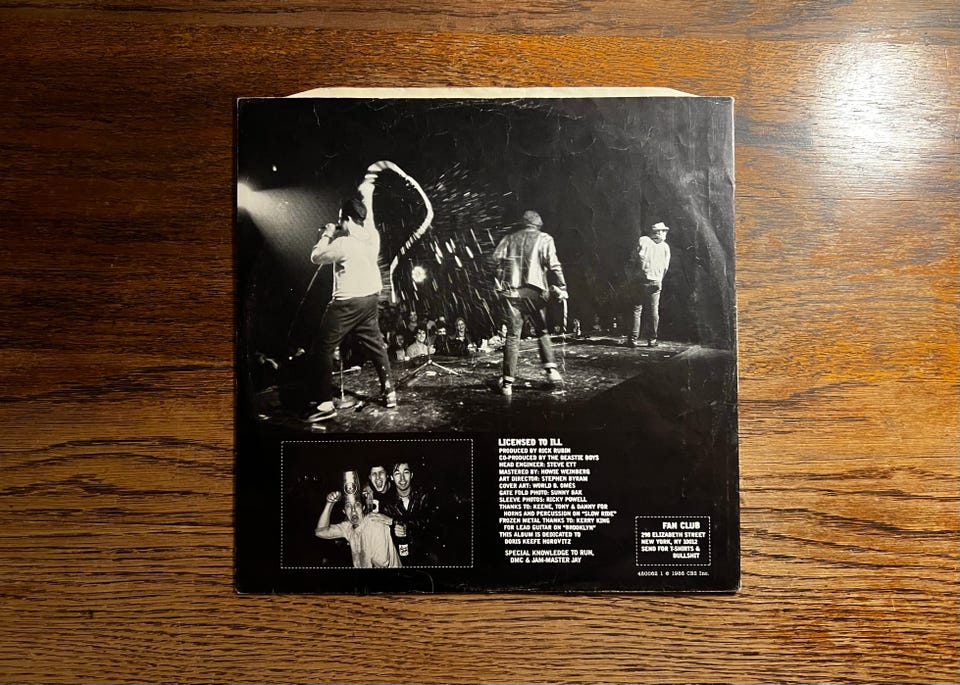 LICENSED TO ILL
PRODUCED BY RICK RUBIN
CO-PRODUCED BY THE BEASTIE BOYS
HEAD ENGINEER: STEVE ETT
MASTERED BY: HOWIE WEINBERG
ART DIRECTOR: STEPHEN BYRAM
COVER ART: WORLD B. OMES
GATE FOLD PHOTO: SUNNY BAK
SLEEVE PHOTOS: RICKY POWELL
THANKS TO: KEENE, TONY & DANNY FOR
HORNS AND PERCUSSION ON "SLOW RIDE"
FROZEN METAL THANKS TO: KERRY KING
FOR LEAD GUITAR ON "BROOKLYN"
THIS ALBUM IS DEDICATED TO
DORIS KEEFE HOROVITZ
SPECIAL KNOWLEDGE TO RUN,
DMC & JAM-MASTER JAY
FAN CLUB
298 ELIZABETH STREET
NEW YORK, NY 10012
SEND FOR T-SHIRTS &
BULLSHIT
450062 1 © 1986 CBS Inc.